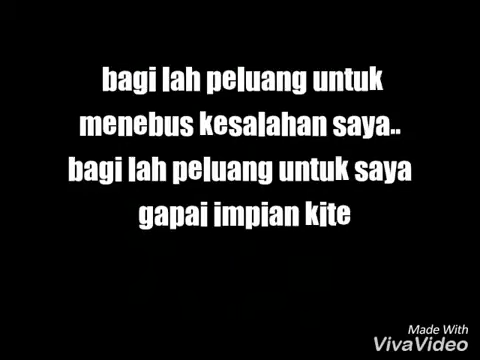 bagi lah peluang untuk
menebus kesalahan saya..
bagi lah peluang untuk saya
gapai impian kite
Made With
VivaVideo